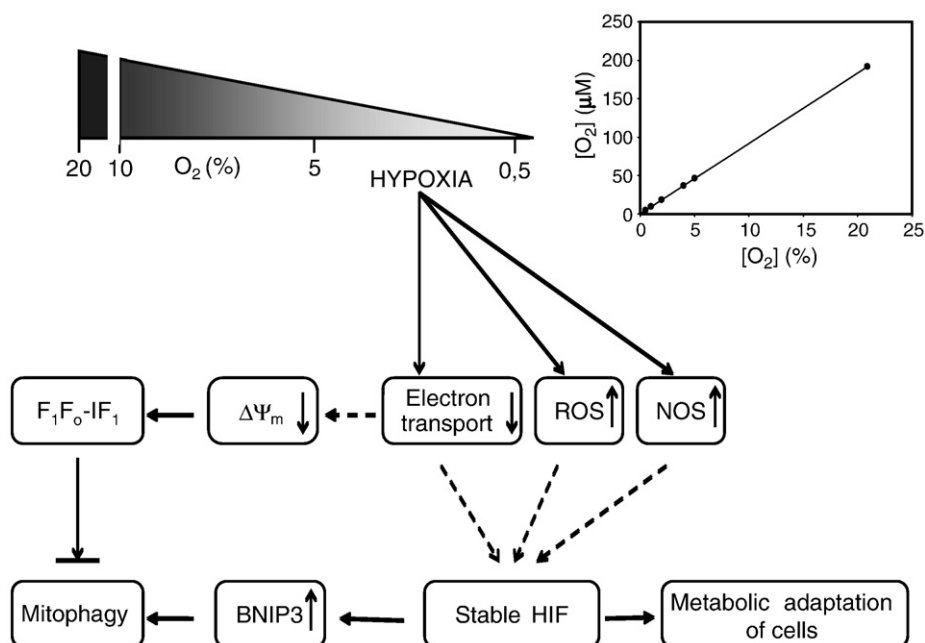 20 10 O₂ (%) 5 0,5
HYPOXIA
250
200
150
100
50
0
[O₂] (μM)
0 5 10 15 20 25
[O₂] (%)
F₁Fₒ-IF₁
ΔΨₘ
Electron
transport
ROS
NOS
Mitophagy
BNIP3
Stable HIF
Metabolic adaptation
of cells